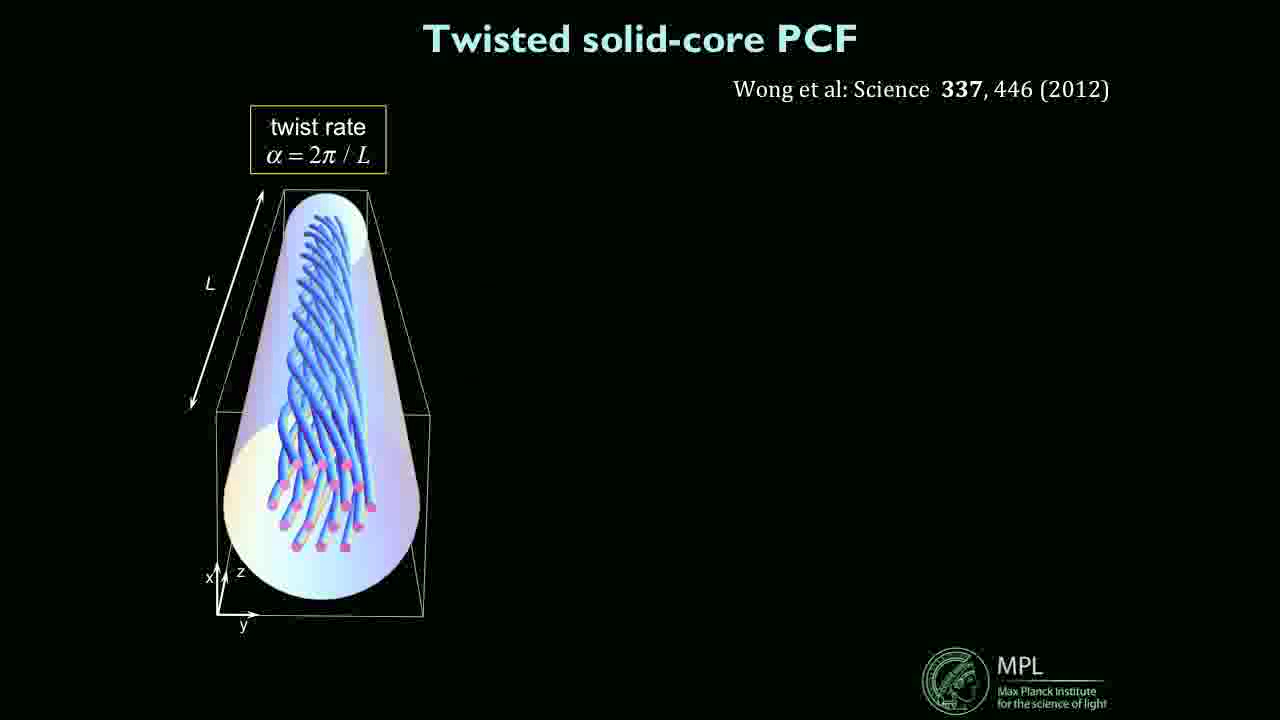 Twisted solid-core PCF
Wong et al: Science 337, 446 (2012)
twist rate
α = 2π / L
L
x
z
y
MPL
Max Planck Institute
for the science of light